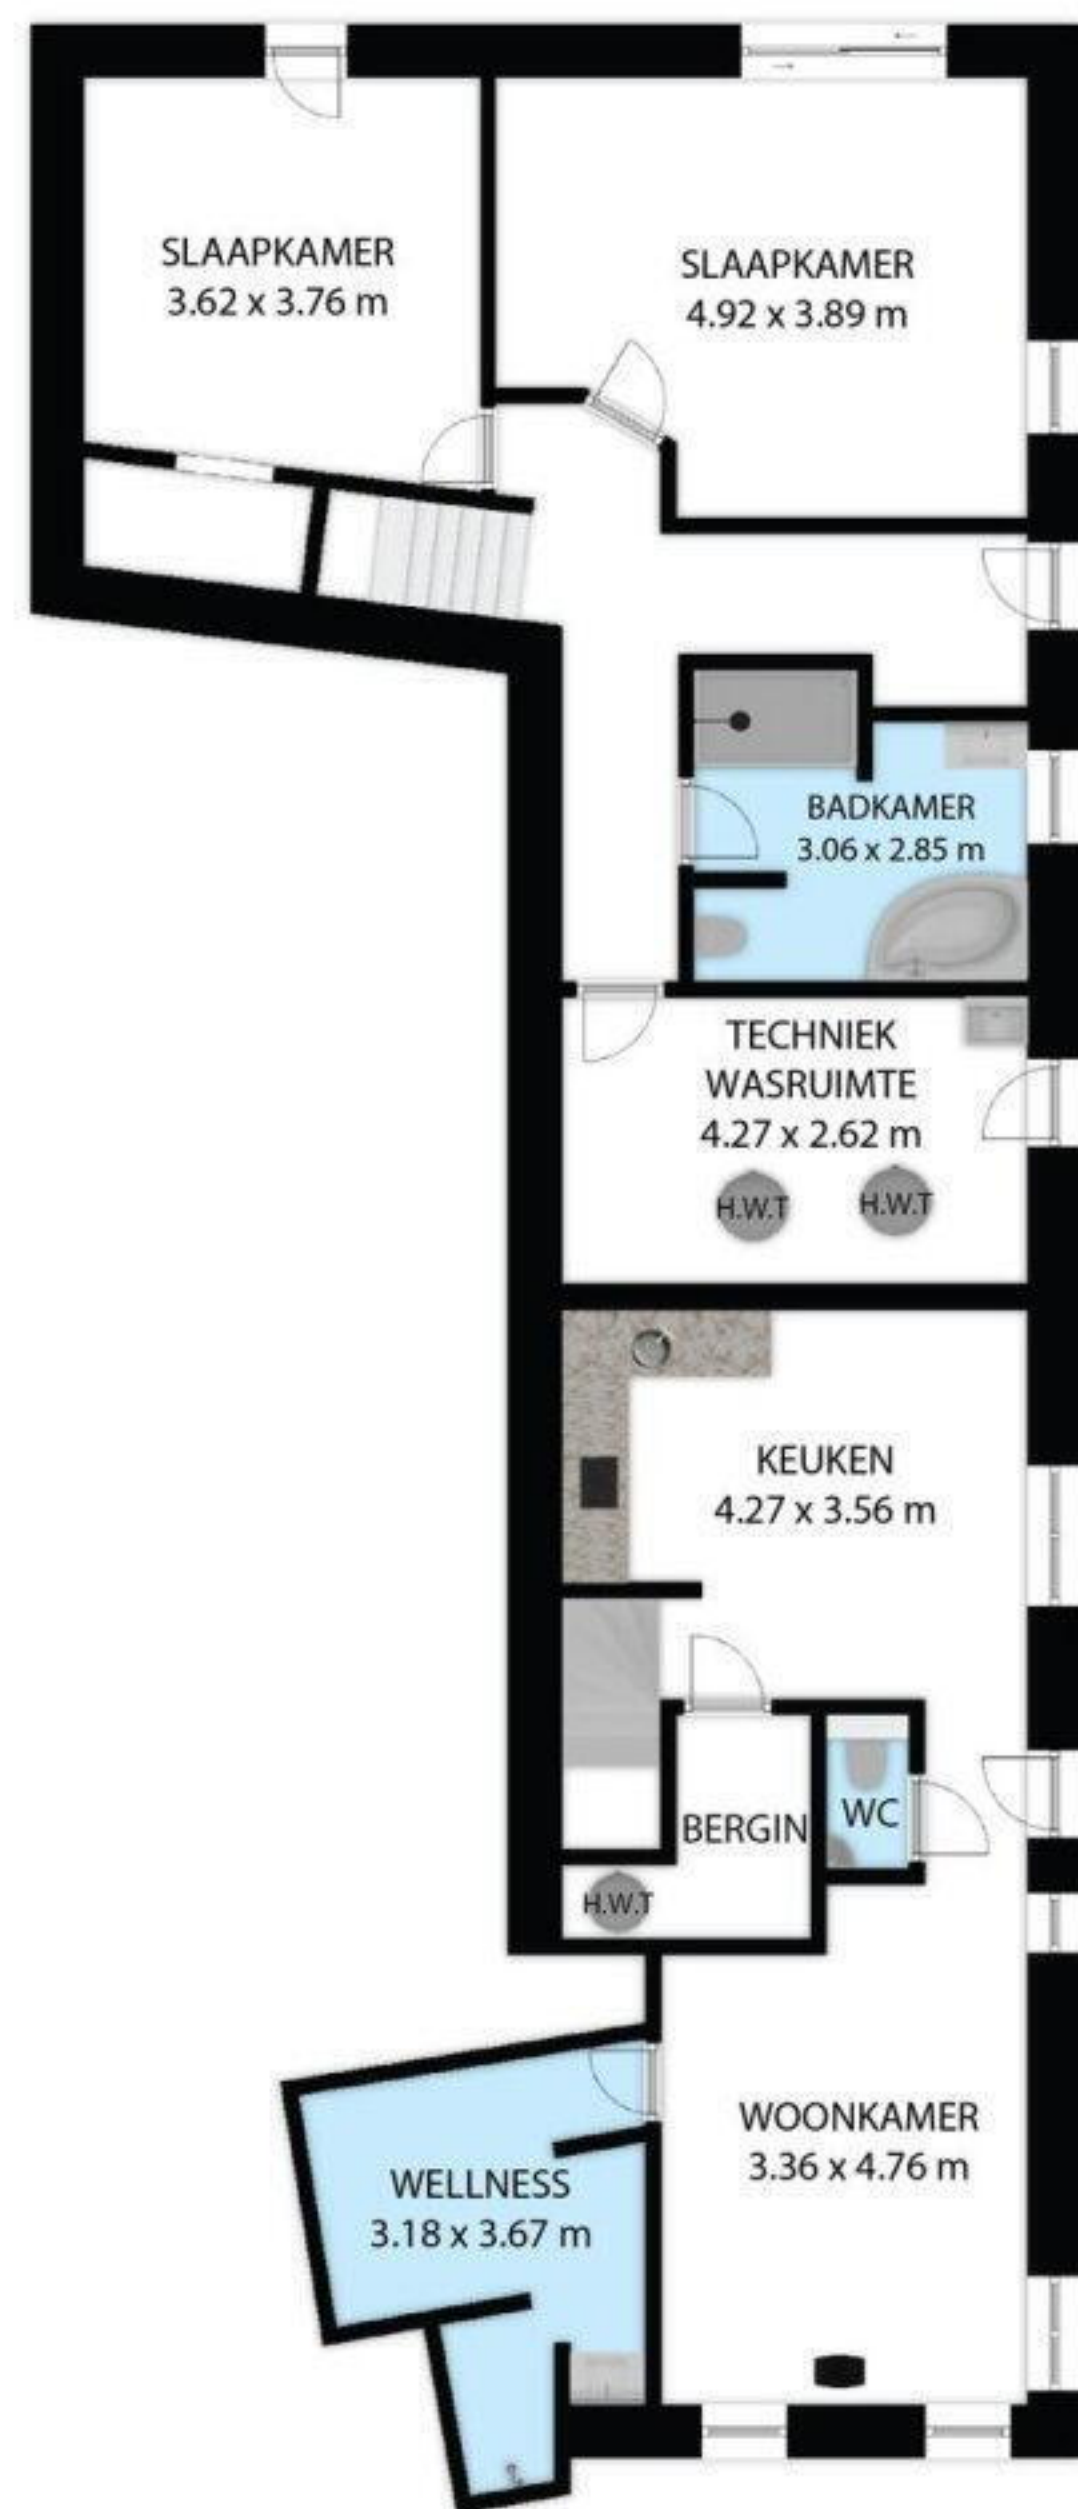 SLAAPKAMER
3.62 x 3.76 m
SLAAPKAMER
4.92 x 3.89 m
BADKAMER
3.06 x 2.85 m
TECHNIEK
WASRUIMTE
4.27 x 2.62 m
H.W.T
H.W.T
KEUKEN
4.27 x 3.56 m
BERGIN
WC
H.W.T
WOONKAMER
3.36 x 4.76 m
WELLNESS
3.18 x 3.67 m